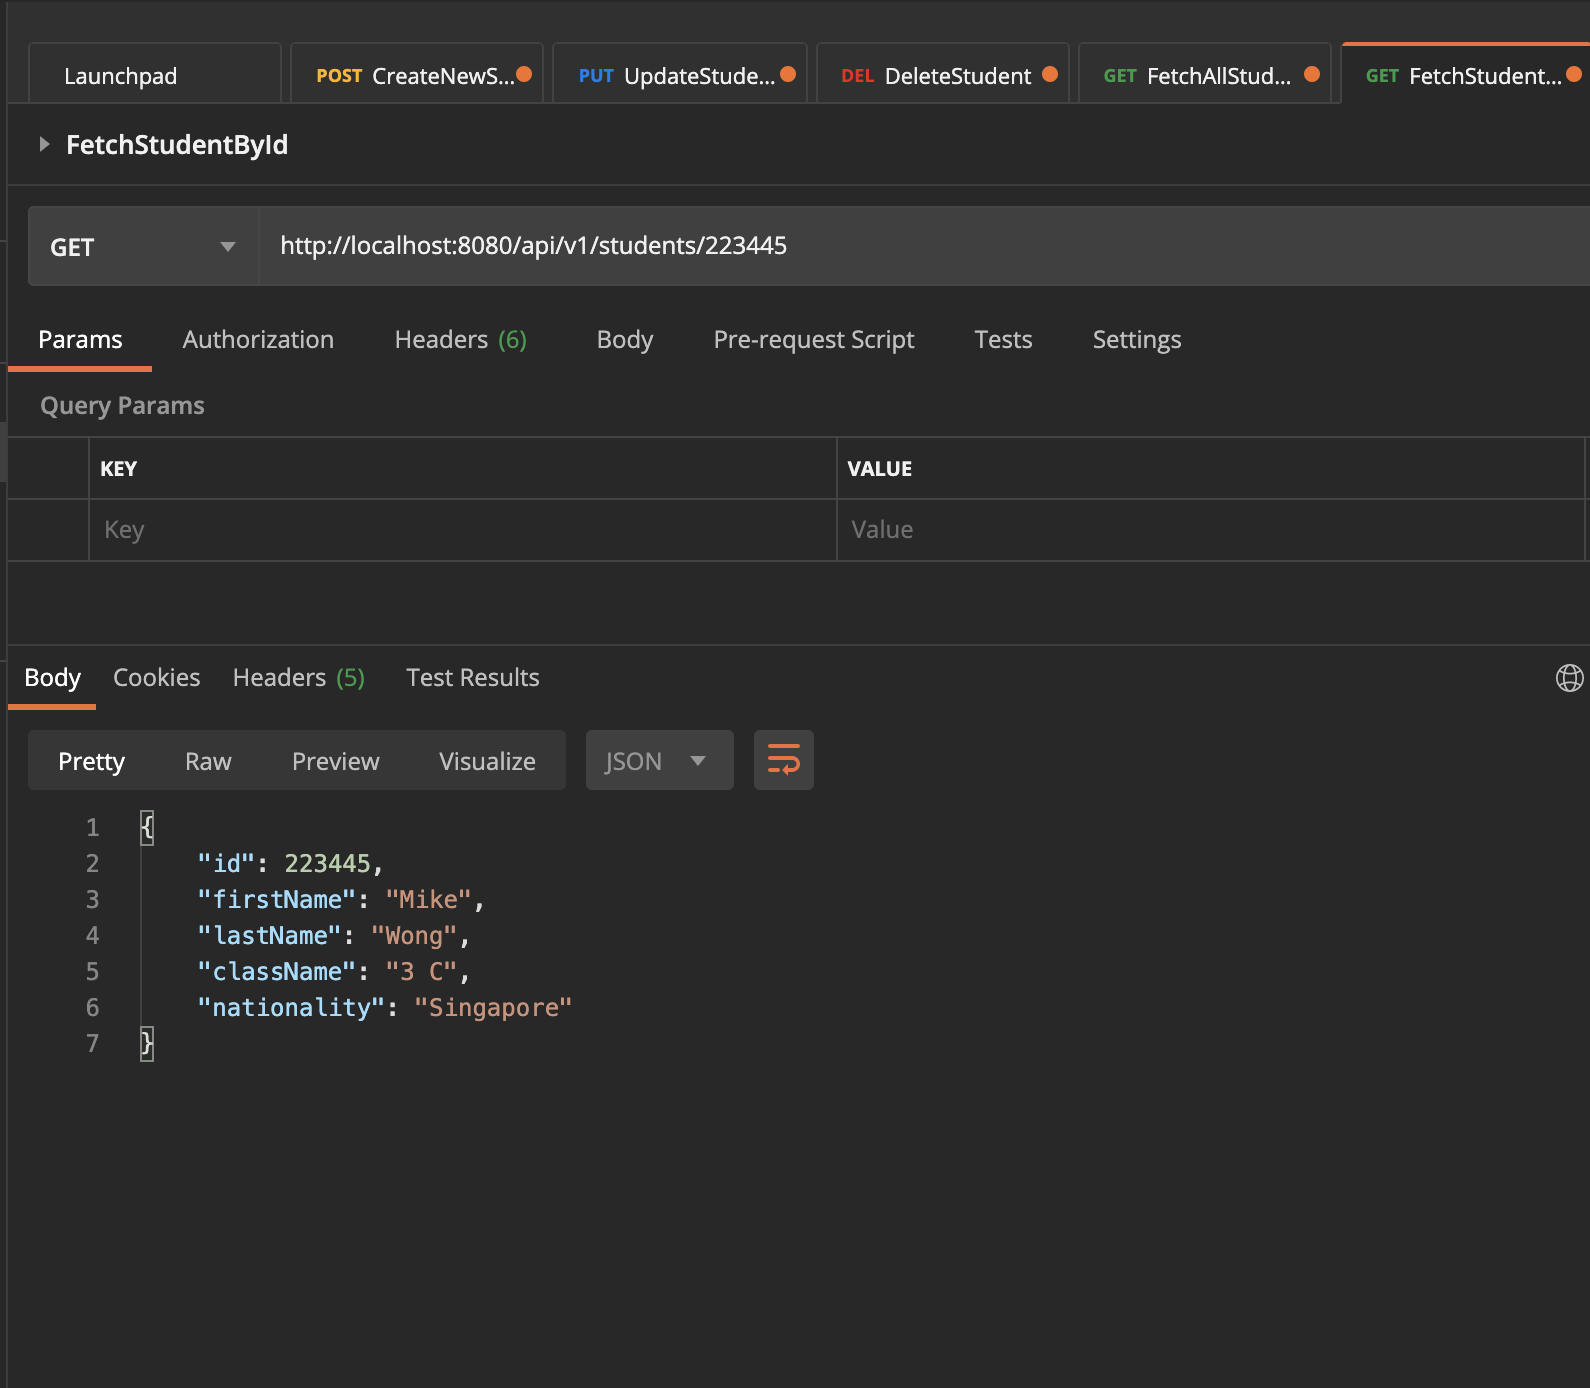 Launchpad
POST CreateNewS...
PUT UpdateStude...
DEL DeleteStudent
GET FetchAllStud...
GET FetchStudent...
FetchStudentById
GET
http://localhost:8080/api/v1/students/223445
Params Authorization Headers (6) Body Pre-request Script Tests Settings
Query Params
KEY VALUE
Key Value
Body Cookies Headers (5) Test Results
Pretty Raw Preview Visualize JSON
1 {
2 "id": 223445,
3 "firstName": "Mike",
4 "lastName": "Wong",
5 "className": "3 C",
6 "nationality": "Singapore"
7 }